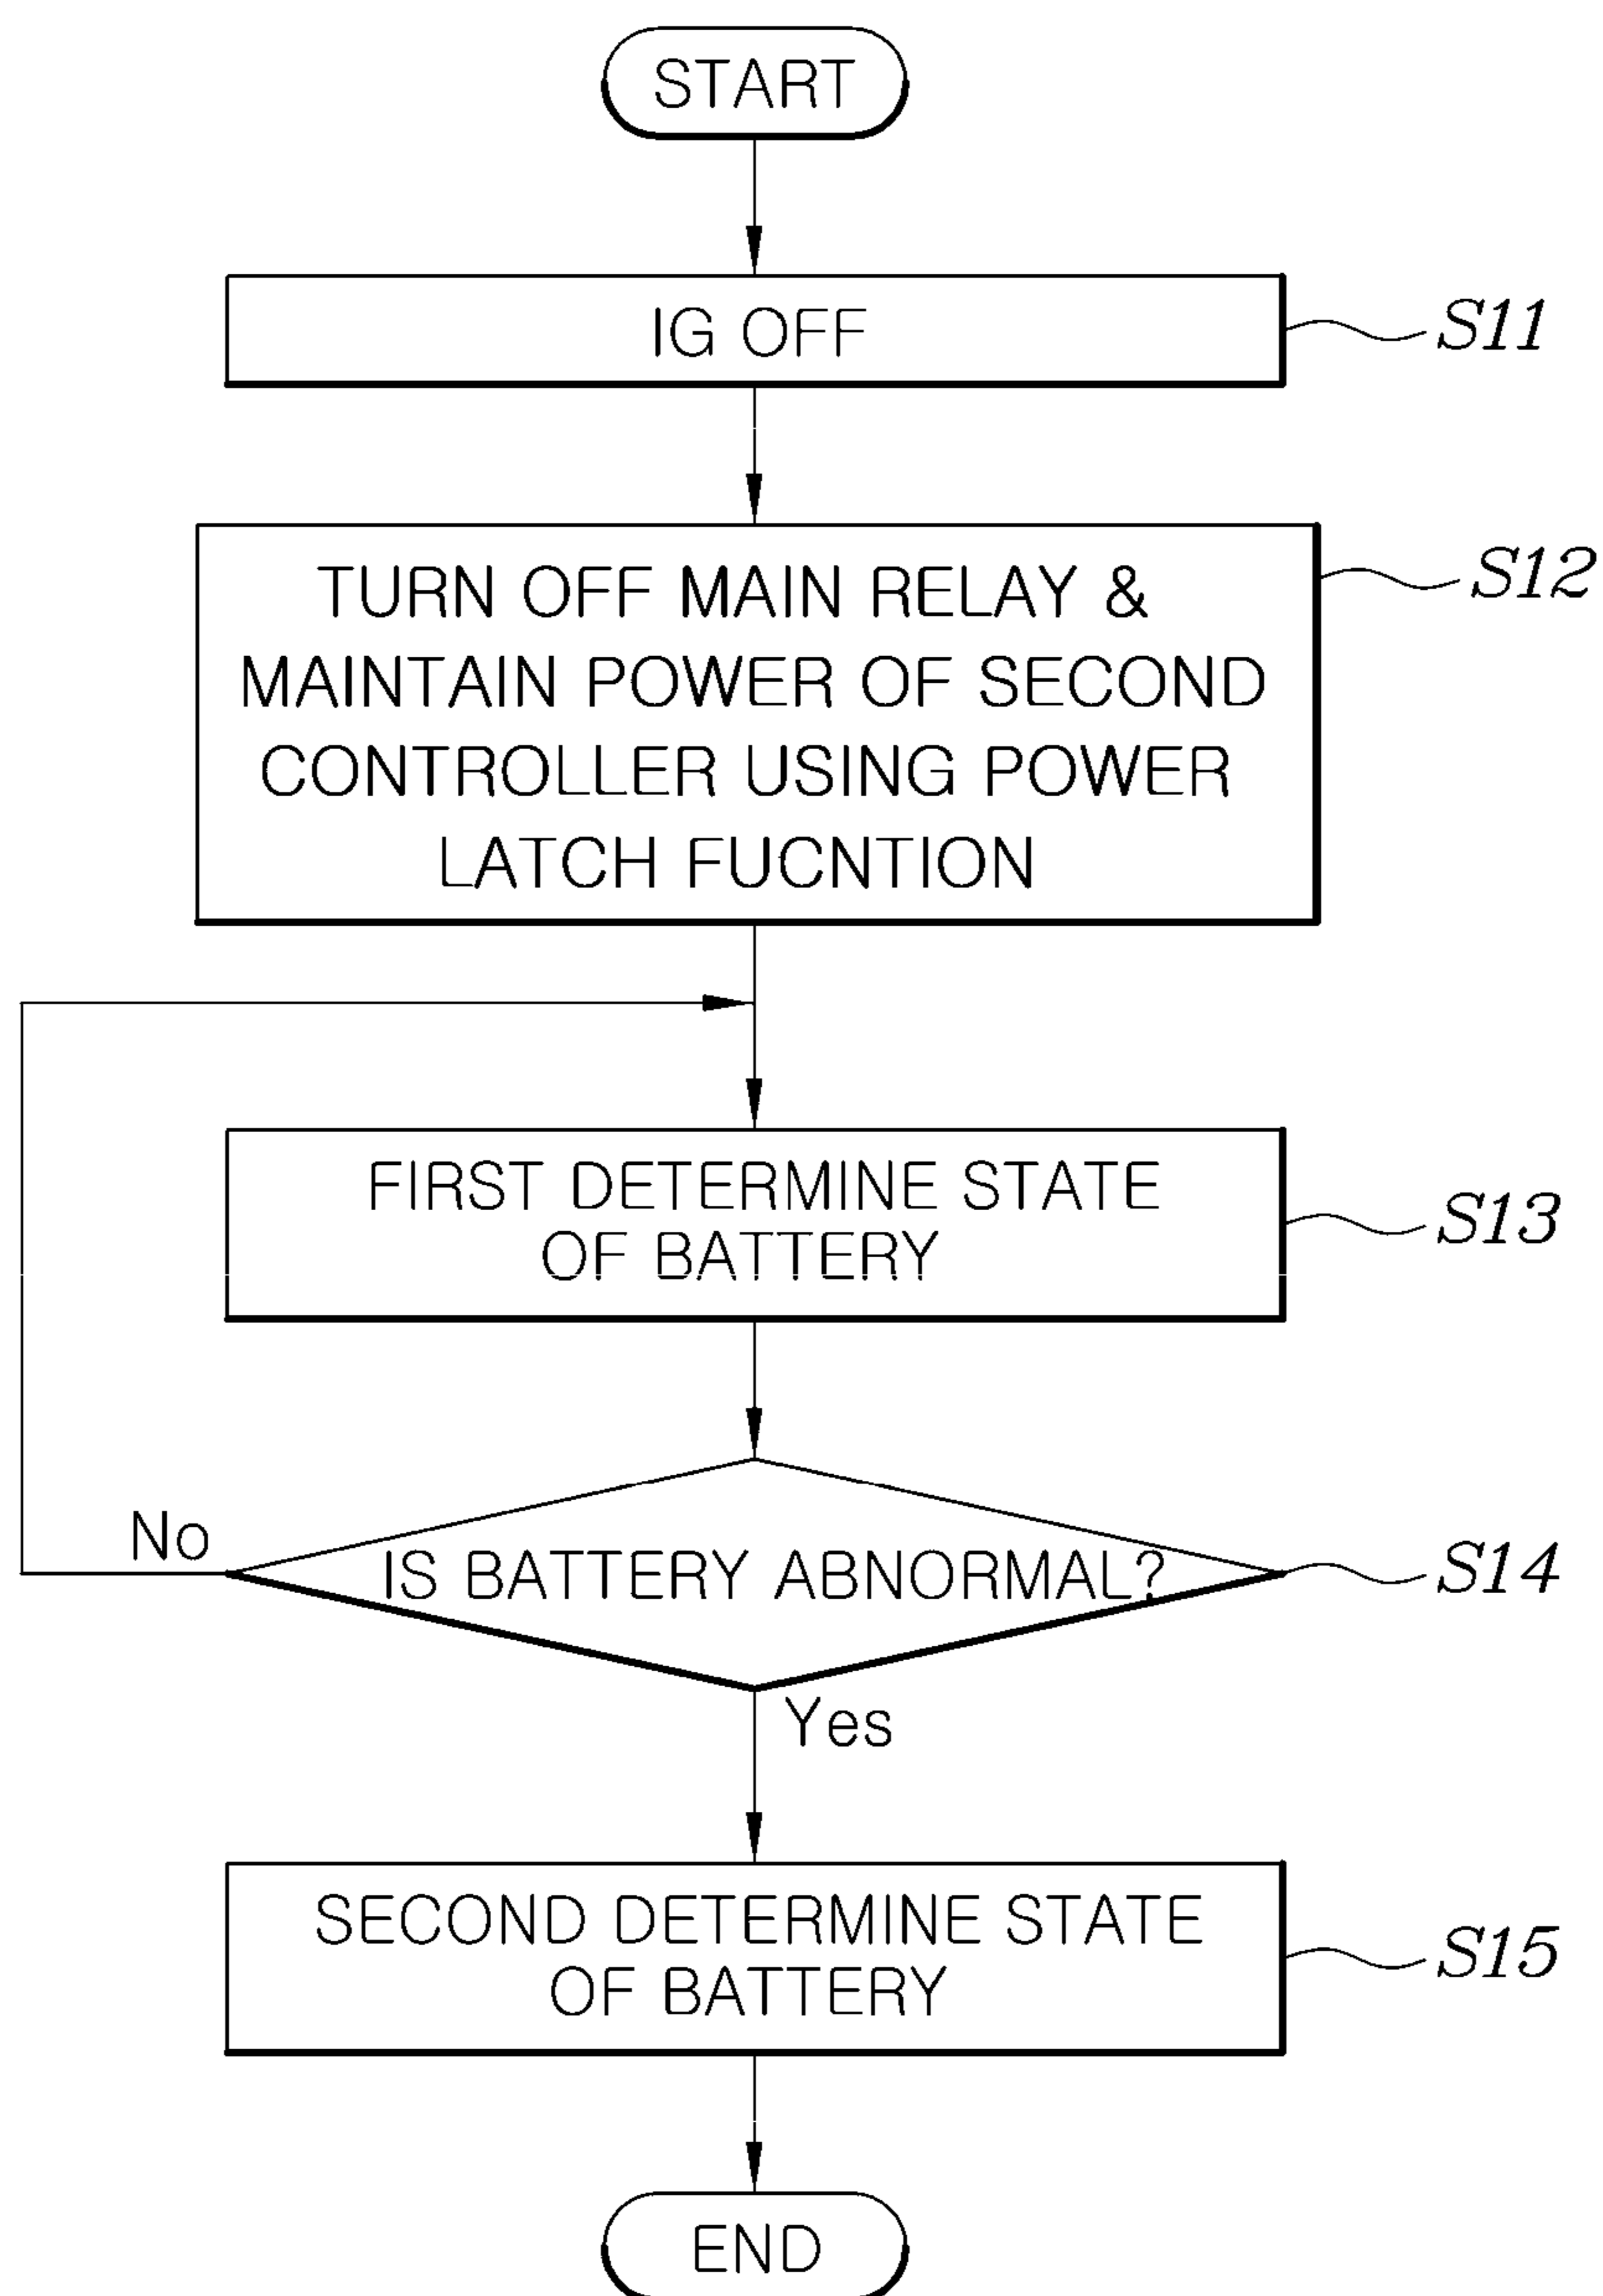 START
IG OFF
S11
TURN OFF MAIN RELAY &
MAINTAIN POWER OF SECOND
CONTROLLER USING POWER
LATCH FUCNTION
S12
FIRST DETERMINE STATE
OF BATTERY
S13
No
IS BATTERY ABNORMAL?
S14
Yes
SECOND DETERMINE STATE
OF BATTERY
S15
END